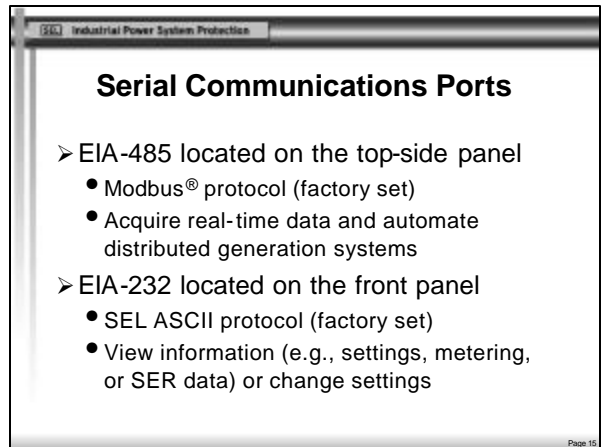 SEL Industrial Power System Protection
Serial Communications Ports
➢ EIA-485 located on the top-side panel
• Modbus® protocol (factory set)
• Acquire real-time data and automate
distributed generation systems
➢ EIA-232 located on the front panel
• SEL ASCII protocol (factory set)
• View information (e.g., settings, metering,
or SER data) or change settings
Page 15